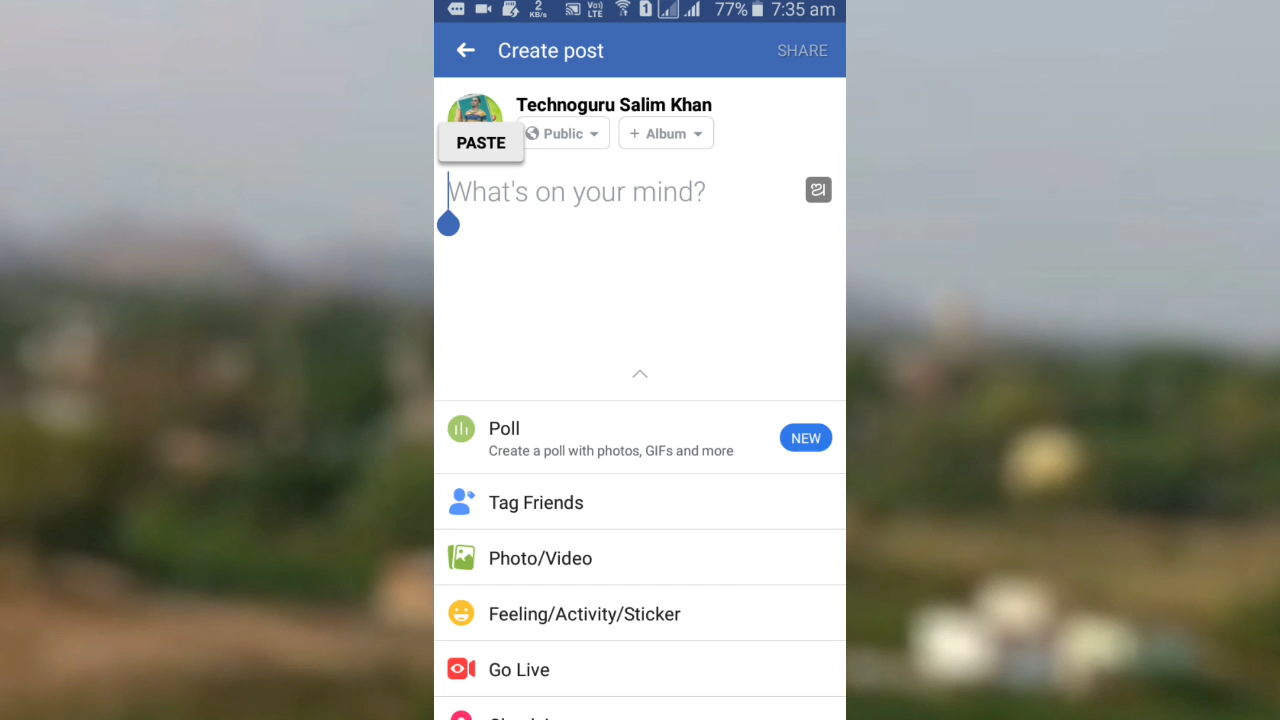 2
KB/s
Vo))
LTE
1
77%
7:35 am
Create post
SHARE
Technoguru Salim Khan
PASTE
Public
+ Album
What's on your mind?
ଅ
Poll
Create a poll with photos, GIFs and more
NEW
Tag Friends
Photo/Video
Feeling/Activity/Sticker
Go Live